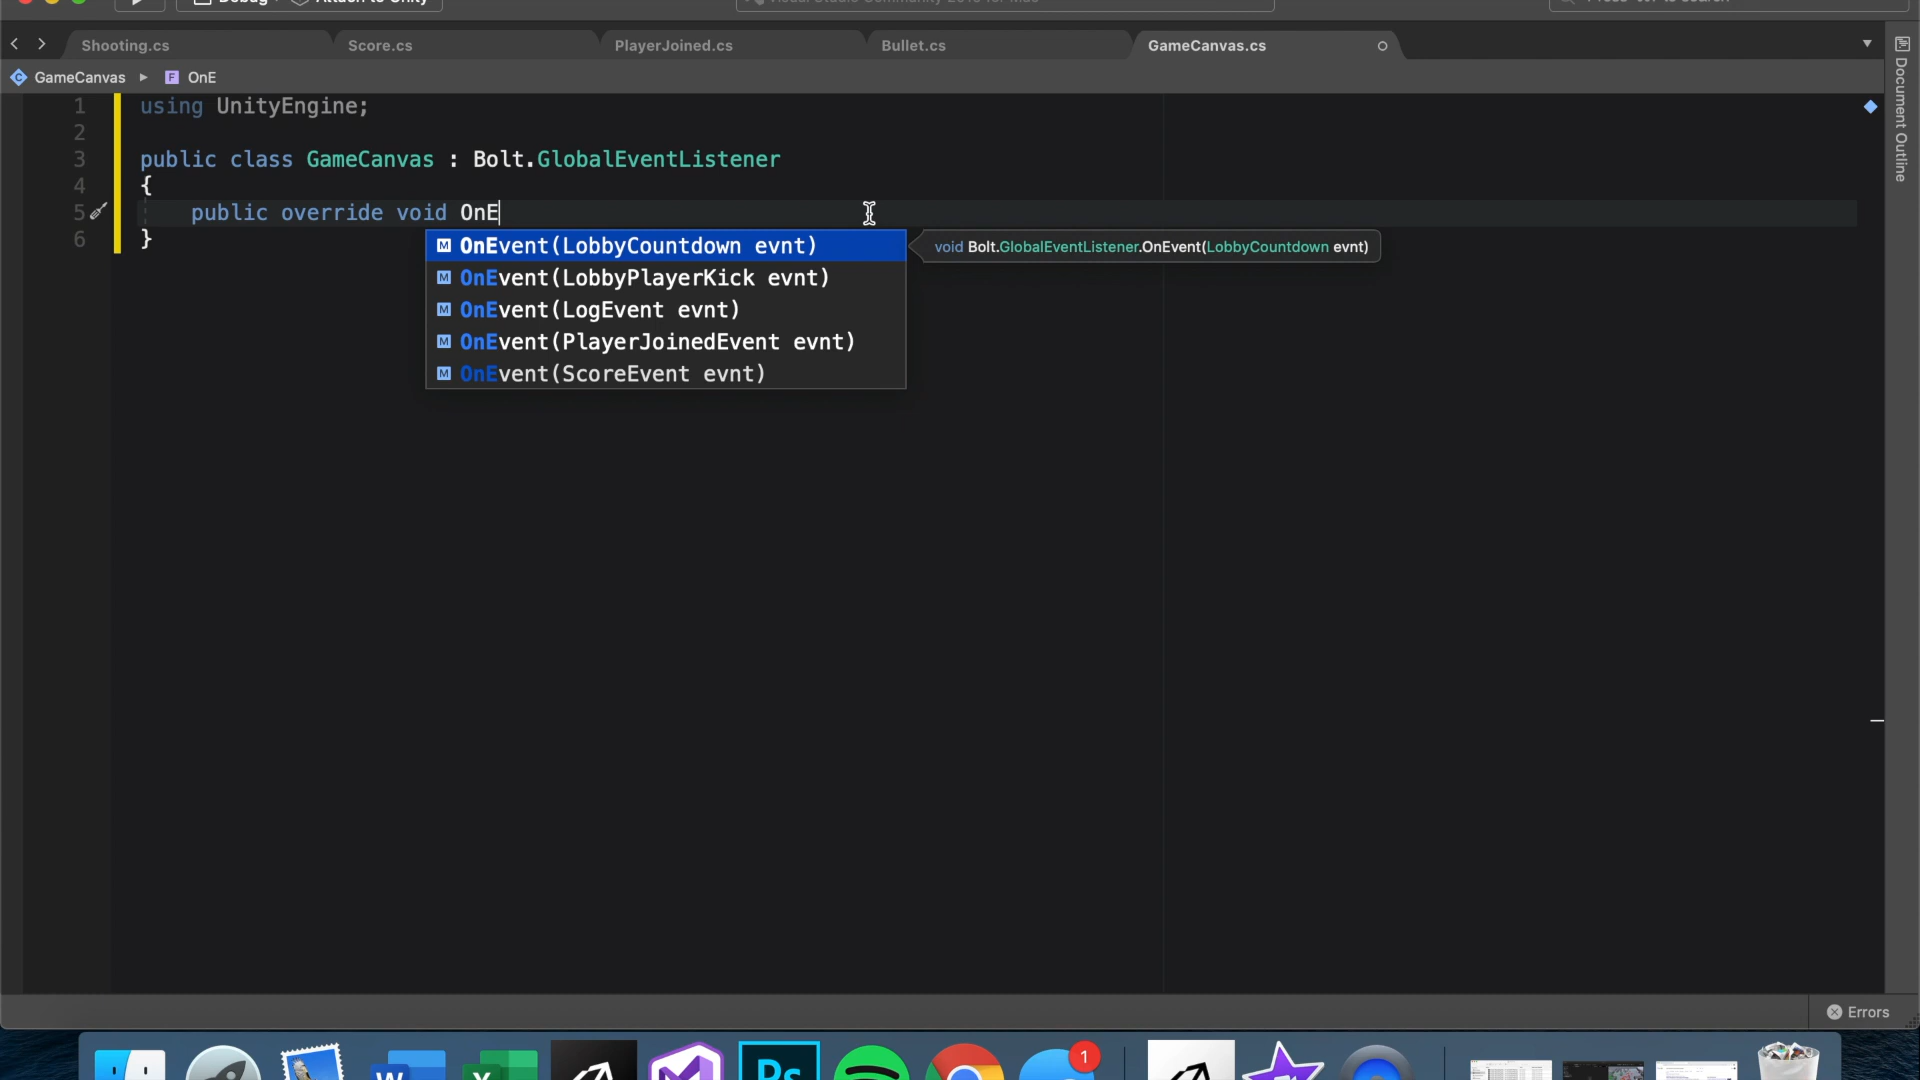 Shooting.cs Score.cs PlayerJoined.cs Bullet.cs GameCanvas.cs
GameCanvas OnE
1 using UnityEngine;
2
3 public class GameCanvas : Bolt.GlobalEventListener
4 {
5 public override void OnE
6 }
OnEvent(LobbyCountdown evnt)
void Bolt.GlobalEventListener.OnEvent(LobbyCountdown evnt)
OnEvent(LobbyPlayerKick evnt)
OnEvent(LogEvent evnt)
OnEvent(PlayerJoinedEvent evnt)
OnEvent(ScoreEvent evnt)
Document Outline
Errors
1
W
X
Ps